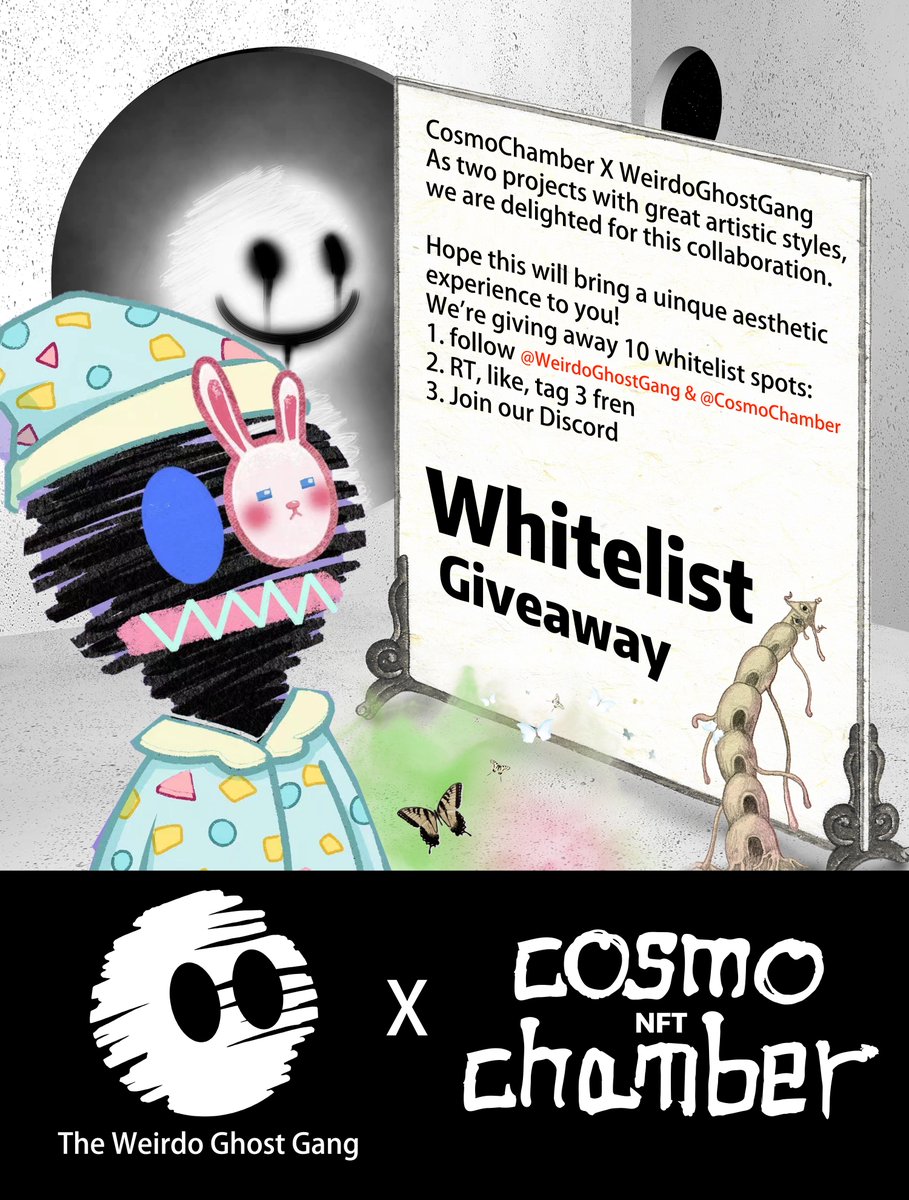 CosmoChamber X WeirdoGhostGang
As two projects with great artistic styles,
we are delighted for this collaboration.
Hope this will bring a uinque aesthetic
experience to you!
We're giving away 10 whitelist spots:
1. follow @WeirdoGhostGang & @CosmoChamber
2. RT, like, tag 3 fren
3. Join our Discord
Whitelist
Giveaway
The Weirdo Ghost Gang
X
cosmo
NFT
chamber